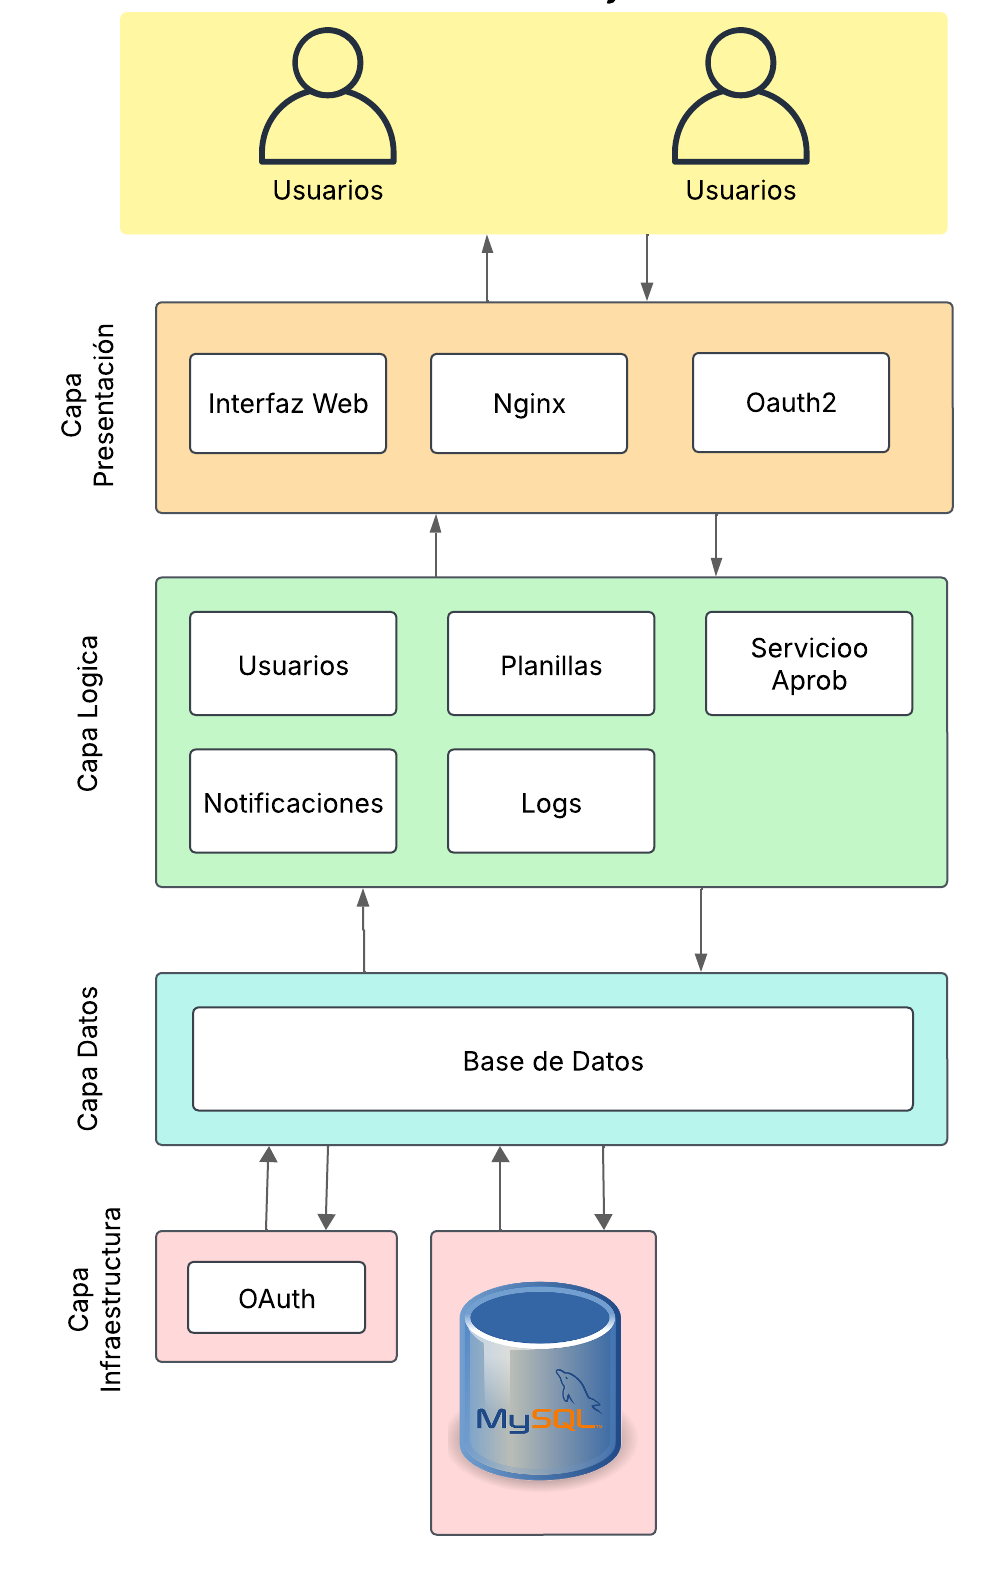 Usuarios
Usuarios
Capa
Presentación
Interfaz Web
Nginx
Oauth2
Capa Logica
Usuarios
Planillas
Servicioo
Aprob
Notificaciones
Logs
Capa Datos
Base de Datos
Capa
Infraestructura
OAuth
MySQL